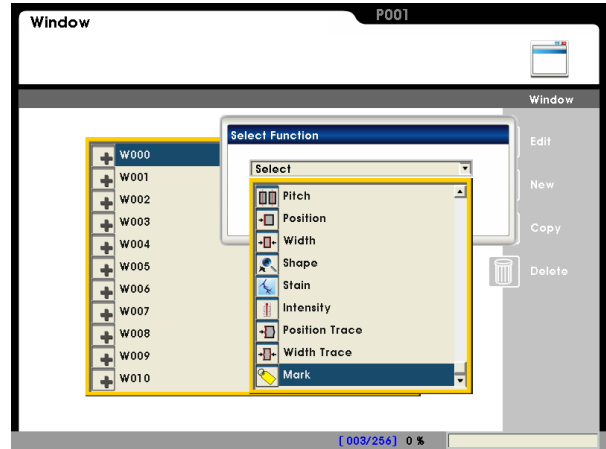 Window
P001
Window
Select Function
Edit
W000
Select
W001
New
Pitch
W002
Position
W003
Copy
Width
W004
Shape
W005
Delete
Stain
W006
Intensity
W007
Position Trace
W008
Width Trace
W009
Mark
W010
[003/256] 0 %